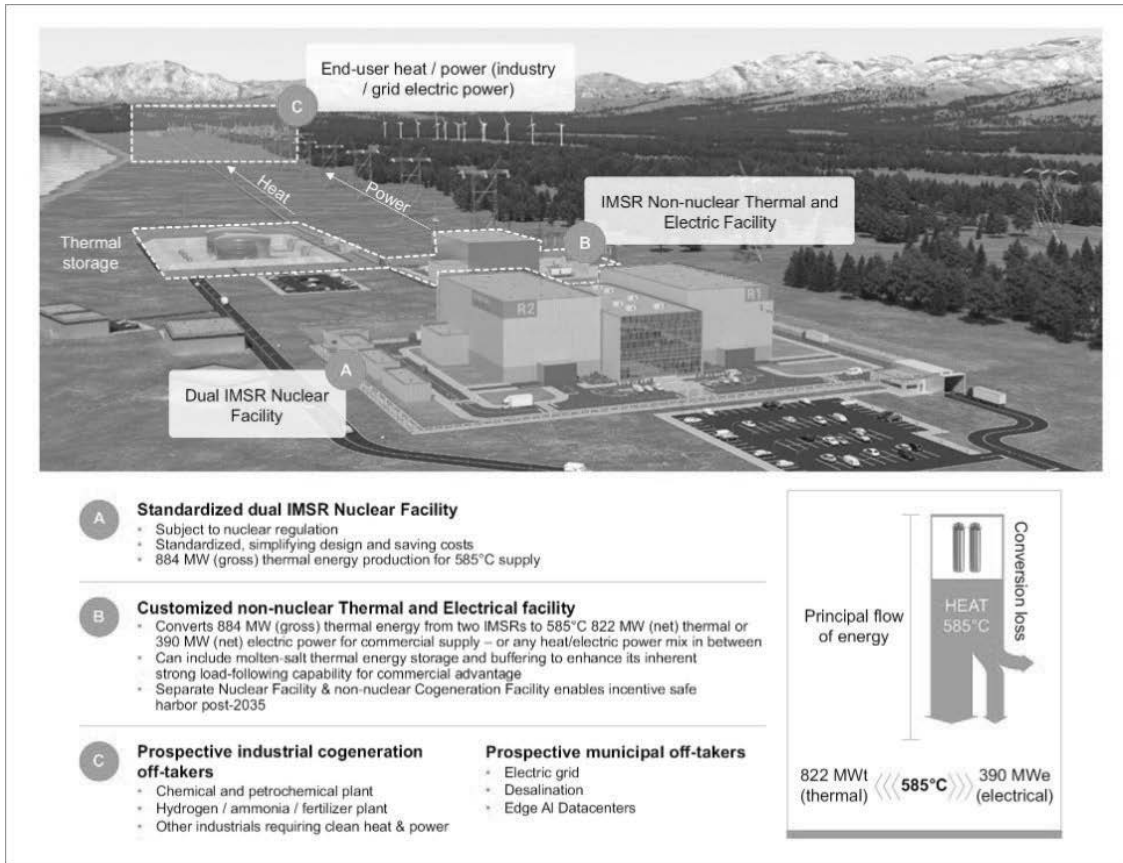 End-user heat / power (industry
/ grid electric power)
C
Heat
Power
IMSR Non-nuclear Thermal and
Electric Facility
B
Thermal
storage
R2
R1
A
Dual IMSR Nuclear
Facility
A
Standardized dual IMSR Nuclear Facility
• Subject to nuclear regulation
• Standardized, simplifying design and saving costs
• 884 MW (gross) thermal energy production for 585°C supply
B
Customized non-nuclear Thermal and Electrical facility
• Converts 884 MW (gross) thermal energy from two IMSRs to 585°C 822 MW (net) thermal or
390 MW (net) electric power for commercial supply – or any heat/electric power mix in between
• Can include molten-salt thermal energy storage and buffering to enhance its inherent
strong load-following capability for commercial advantage
• Separate Nuclear Facility & non-nuclear Cogeneration Facility enables incentive safe
harbor post-2035
C
Prospective industrial cogeneration
off-takers
• Chemical and petrochemical plant
• Hydrogen / ammonia / fertilizer plant
• Other industrials requiring clean heat & power
Prospective municipal off-takers
• Electric grid
• Desalination
• Edge AI Datacenters
Principal flow
of energy
HEAT
585°C
Conversion loss
822 MWt
(thermal)
585°C
390 MWe
(electrical)